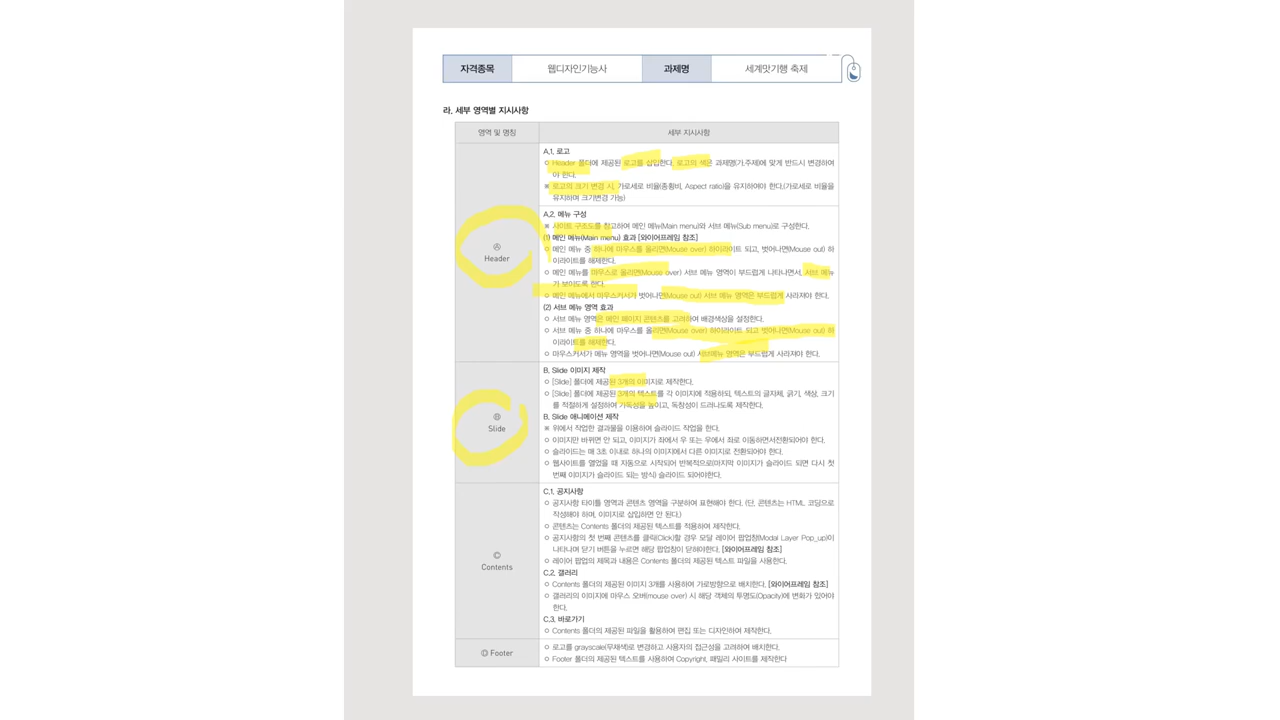 자격종목 웹디자인기능사 과제명 세계맛기행 축제
라. 세부 영역별 지시사항
영역 및 명칭 세부 지시사항
Ⓐ
Header
A.1. 로고
○ Header 폴더에 제공된 로고를 삽입한다. 로고의 색은 과제명(가.주제)에 맞게 반드시 변경하여
야 한다.
※ 로고의 크기 변경 시, 가로세로 비율(종횡비, Aspect ratio)을 유지하여야 한다.(가로세로 비율을
유지하며 크기변경 가능)
A.2. 메뉴 구성
※ 사이트 구조도를 참고하여 메인 메뉴(Main menu)와 서브 메뉴(Sub menu)로 구성한다.
(1) 메인 메뉴(Main menu) 효과 [와이어프레임 참조]
○ 메인 메뉴 중 하나에 마우스를 올리면(Mouse over) 하이라이트 되고, 벗어나면(Mouse out) 하
이라이트를 해제한다.
○ 메인 메뉴를 마우스로 올리면(Mouse over) 서브 메뉴 영역이 부드럽게 나타나면서, 서브 메뉴
가 보이도록 한다.
○ 메인 메뉴에서 마우스커서가 벗어나면(Mouse out) 서브 메뉴 영역은 부드럽게 사라져야 한다.
(2) 서브 메뉴 영역 효과
○ 서브 메뉴 영역은 메인 페이지 콘텐츠를 고려하여 배경색상을 설정한다.
○ 서브 메뉴 중 하나에 마우스를 올리면(Mouse over) 하이라이트 되고 벗어나면(Mouse out) 하
이라이트를 해제한다.
○ 마우스커서가 메뉴 영역을 벗어나면(Mouse out) 서브메뉴 영역은 부드럽게 사라져야 한다.
Ⓑ
Slide
B. Slide 이미지 제작
○ [Slide] 폴더에 제공된 3개의 이미지로 제작한다.
○ [Slide] 폴더에 제공된 3개의 텍스트를 각 이미지에 적용하되, 텍스트의 글자체, 굵기, 색상, 크기
를 적절하게 설정하여 가독성을 높이고, 독창성이 드러나도록 제작한다.
B. Slide 애니메이션 제작
※ 위에서 작업한 결과물을 이용하여 슬라이드 작업을 한다.
○ 이미지만 바뀌면 안 되고, 이미지가 좌에서 우 또는 우에서 좌로 이동하면서전환되어야 한다.
○ 슬라이드는 매 3초 이내로 하나의 이미지에서 다른 이미지로 전환되어야 한다.
○ 웹사이트를 열었을 때 자동으로 시작되어 반복적으로(마지막 이미지가 슬라이드 되면 다시 첫
번째 이미지가 슬라이드 되는 방식) 슬라이드 되어야한다.
Ⓒ
Contents
C.1. 공지사항
○ 공지사항 타이틀 영역과 콘텐츠 영역을 구분하여 표현해야 한다. (단, 콘텐츠는 HTML 코딩으로
작성해야 하며, 이미지로 삽입하면 안 된다.)
○ 콘텐츠는 Contents 폴더의 제공된 텍스트를 적용하여 제작한다.
○ 공지사항의 첫 번째 콘텐츠를 클릭(Click)할 경우 모달 레이어 팝업창(Modal Layer Pop_up)이
나타나며 닫기 버튼을 누르면 해당 팝업창이 닫혀야한다. [와이어프레임 참조]
○ 레이어 팝업의 제목과 내용은 Contents 폴더의 제공된 텍스트 파일을 사용한다.
C.2. 갤러리
○ Contents 폴더의 제공된 이미지 3개를 사용하여 가로방향으로 배치한다. [와이어프레임 참조]
○ 갤러리의 이미지에 마우스 오버(mouse over) 시 해당 객체의 투명도(Opacity)에 변화가 있어야
한다.
C.3. 바로가기
○ Contents 폴더의 제공된 파일을 활용하여 편집 또는 디자인하여 제작한다.
Ⓓ Footer
○ 로고를 grayscale(무채색)로 변경하고 사용자의 접근성을 고려하여 배치한다.
○ Footer 폴더의 제공된 텍스트를 사용하여 Copyright, 패밀리 사이트를 제작한다